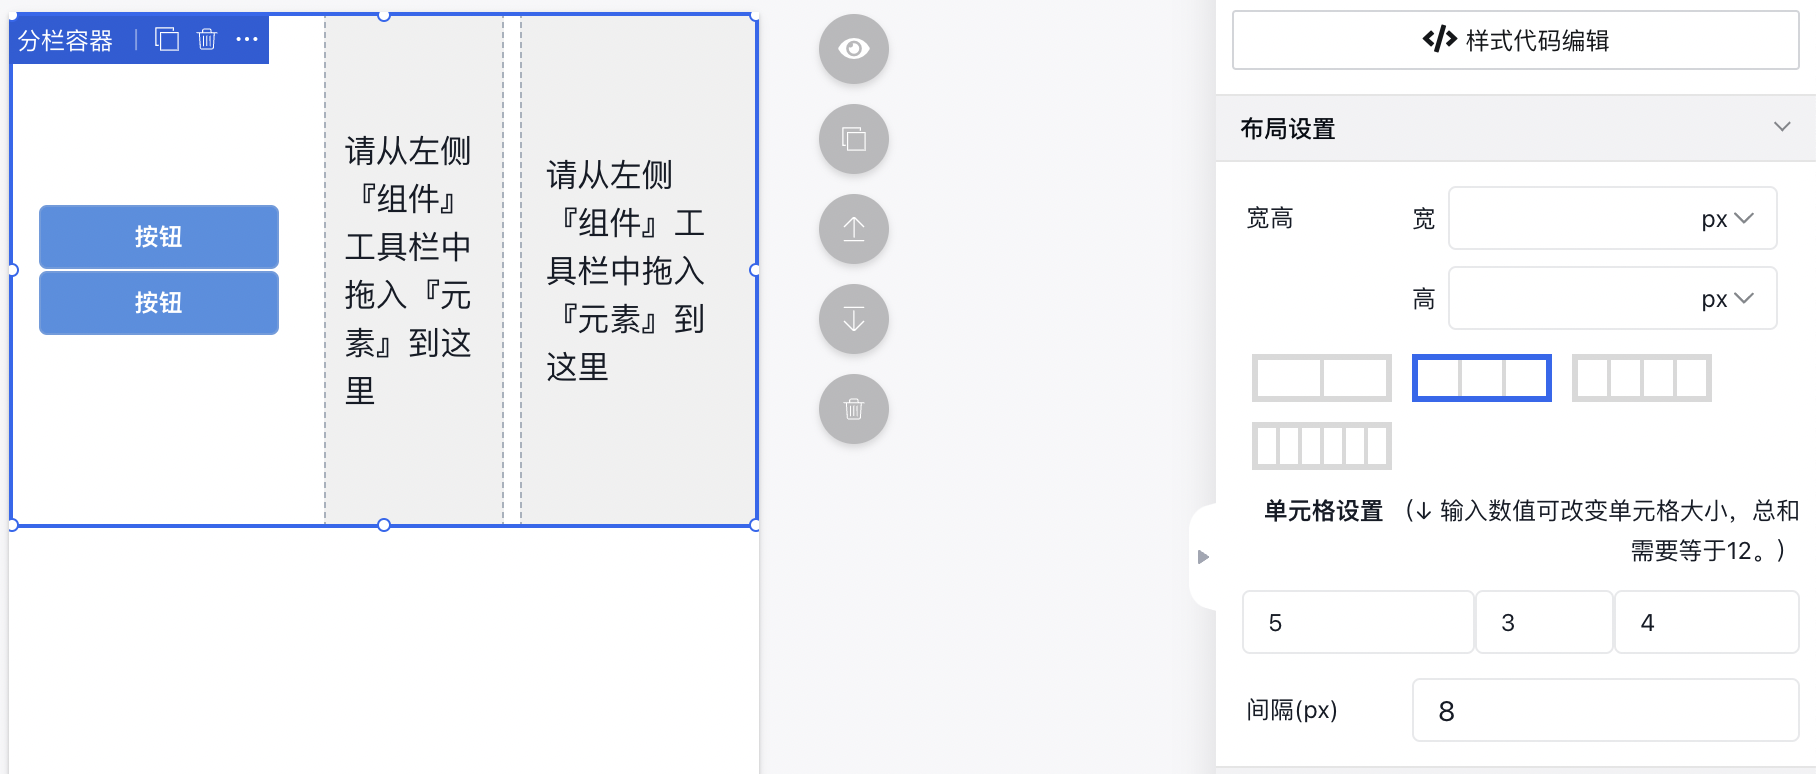 分栏容器
按钮
按钮
请从左侧
『组件』
工具栏中
拖入『元
素』到这
里
请从左侧
『组件』工
具栏中拖入
『元素』到
这里
样式代码编辑
布局设置
宽高
宽
px
高
px
单元格设置 （↓ 输入数值可改变单元格大小，总和
需要等于12。）
5
3
4
间隔(px)
8